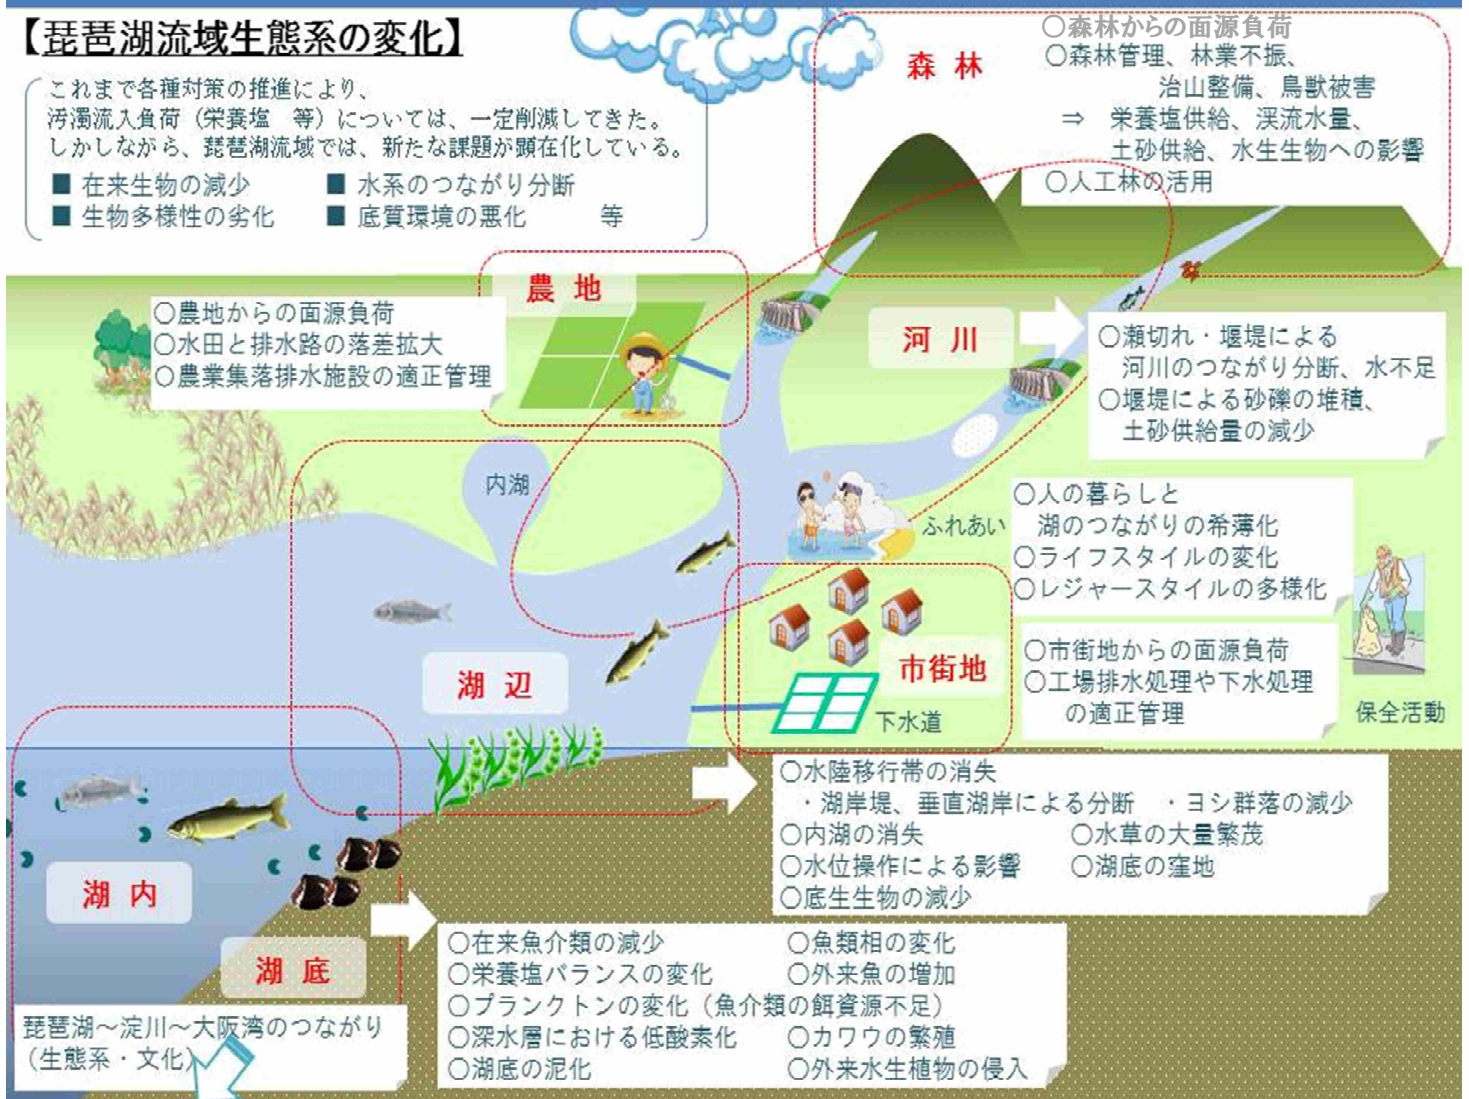 【琵琶湖流域生態系の変化】
これまで各種対策の推進により、
汚濁流入負荷（栄養塩　等）については、一定削減してきた。
しかしながら、琵琶湖流域では、新たな課題が顕在化している。
■ 在来生物の減少　■ 水系のつながり分断
■ 生物多様性の劣化　■ 底質環境の悪化　等
森 林
○森林からの面源負荷
○森林管理、林業不振、
治山整備、鳥獣被害
⇒ 栄養塩供給、渓流水量、
土砂供給、水生生物への影響
○人工林の活用
農 地
○農地からの面源負荷
○水田と排水路の落差拡大
○農業集落排水施設の適正管理
河 川
○瀬切れ・堰堤による
河川のつながり分断、水不足
○堰堤による砂礫の堆積、
土砂供給量の減少
内湖
ふれあい
○人の暮らしと
湖のつながりの希薄化
○ライフスタイルの変化
○レジャースタイルの多様化
市街地
○市街地からの面源負荷
○工場排水処理や下水処理
の適正管理
下水道
保全活動
湖 辺
○水陸移行帯の消失
・湖岸堤、垂直湖岸による分断　・ヨシ群落の減少
○内湖の消失　○水草の大量繁茂
○水位操作による影響　○湖底の窪地
○底生生物の減少
湖 内
湖 底
○在来魚介類の減少　○魚類相の変化
○栄養塩バランスの変化　○外来魚の増加
○プランクトンの変化（魚介類の餌資源不足）
○深水層における低酸素化　○カワウの繁殖
○湖底の泥化　○外来水生植物の侵入
琵琶湖～淀川～大阪湾のつながり
（生態系・文化）